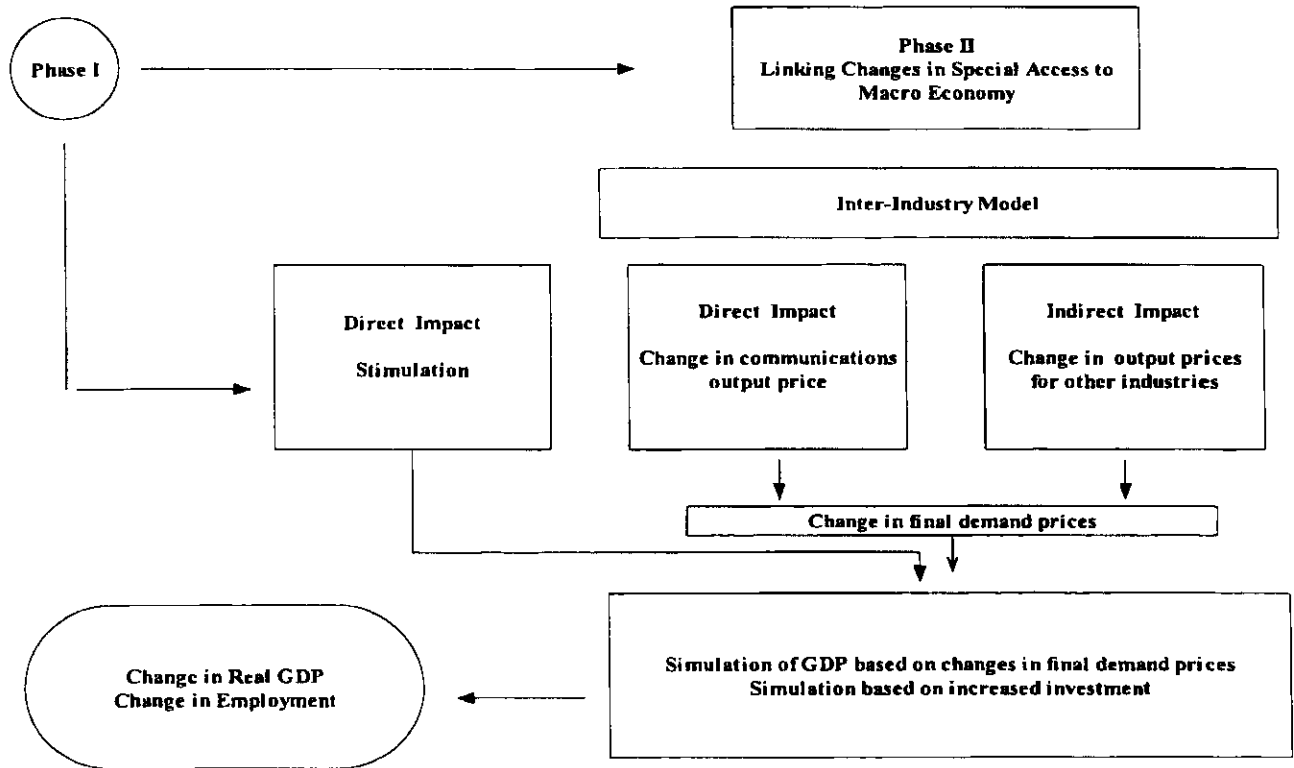 Phase I
Phase II
Linking Changes in Special Access to
Macro Economy
Inter-Industry Model
Direct Impact
Stimulation
Direct Impact
Change in communications
output price
Indirect Impact
Change in output prices
for other industries
Change in final demand prices
Simulation of GDP based on changes in final demand prices
Simulation based on increased investment
Change in Real GDP
Change in Employment